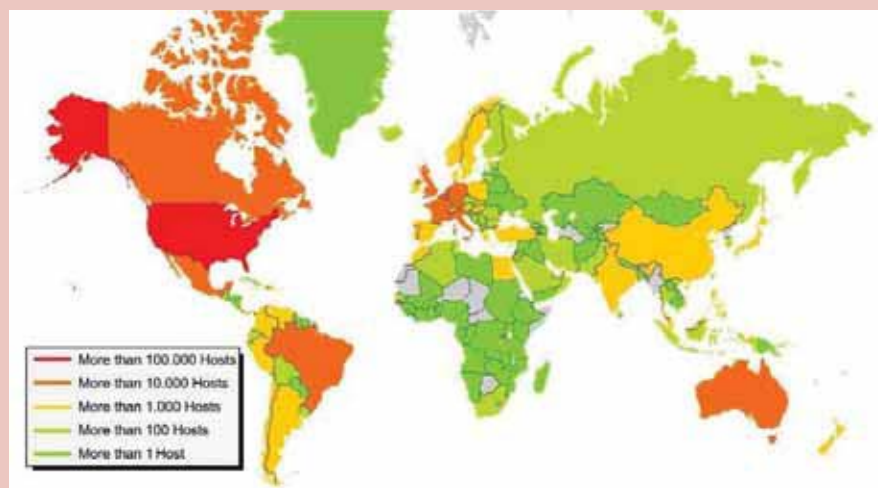 More than 100.000 Hosts
More than 10.000 Hosts
More than 1.000 Hosts
More than 100 Hosts
More than 1 Host